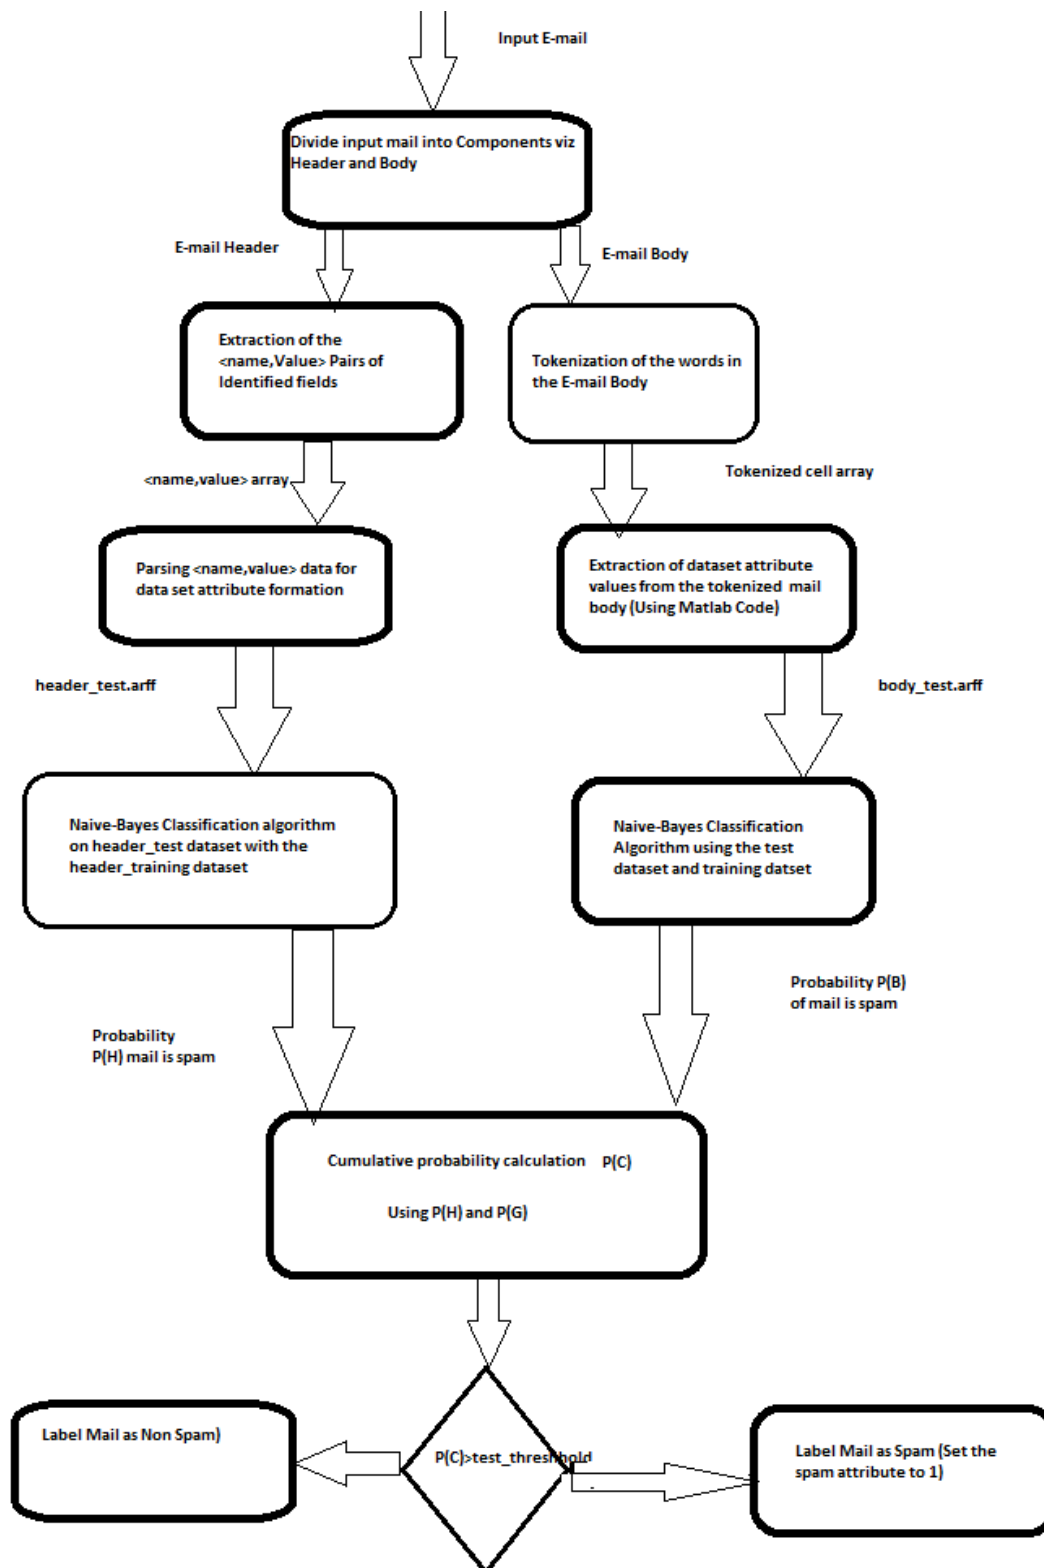 Input E-mail
Divide input mail into Components viz
Header and Body
E-mail Header
E-mail Body
Extraction of the
<name,Value> Pairs of
Identified fields
Tokenization of the words in
the E-mail Body
<name,value> array
Tokenized cell array
Parsing <name,value> data for
data set attribute formation
Extraction of dataset attribute
values from the tokenized mail
body (Using Matlab Code)
header_test.arff
body_test.arff
Naive-Bayes Classification algorithm
on header_test dataset with the
header_training dataset
Naive-Bayes Classification
Algorithm using the test
dataset and training datset
Probability
P(H) mail is spam
Probability P(B)
of mail is spam
Cumulative probability calculation P(C)
Using P(H) and P(G)
P(C)>test_threshhold
Label Mail as Non Spam)
Label Mail as Spam (Set the
spam attribute to 1)